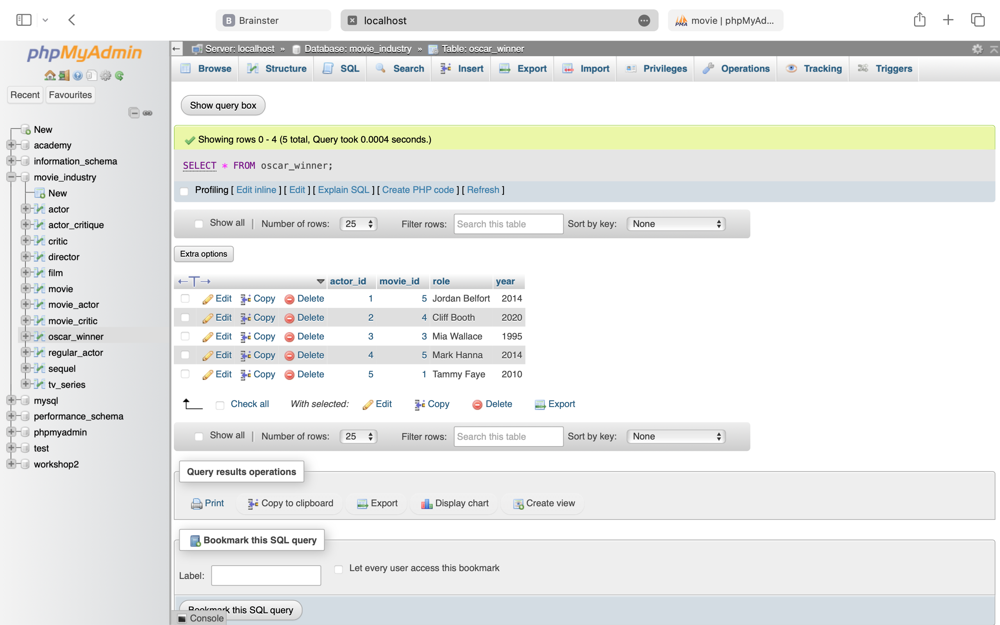 Brainster
localhost
PMA movie | phpMyAd...
phpMyAdmin
Recent Favourites
New
academy
information_schema
movie_industry
New
actor
actor_critique
critic
director
film
movie
movie_actor
movie_critic
oscar_winner
regular_actor
sequel
tv_series
mysql
performance_schema
phpmyadmin
test
workshop2
Server: localhost » Database: movie_industry » Table: oscar_winner
Browse Structure SQL Search Insert Export Import Privileges Operations Tracking Triggers
Show query box
Showing rows 0 - 4 (5 total, Query took 0.0004 seconds.)
SELECT * FROM oscar_winner;
Profiling [ Edit inline ] [ Edit ] [ Explain SQL ] [ Create PHP code ] [ Refresh ]
Show all | Number of rows: 25 Filter rows: Search this table Sort by key: None
Extra options
←T→ actor_id movie_id role year
Edit Copy Delete 1 5 Jordan Belfort 2014
Edit Copy Delete 2 4 Cliff Booth 2020
Edit Copy Delete 3 3 Mia Wallace 1995
Edit Copy Delete 4 5 Mark Hanna 2014
Edit Copy Delete 5 1 Tammy Faye 2010
Check all With selected: Edit Copy Delete Export
Show all | Number of rows: 25 Filter rows: Search this table Sort by key: None
Query results operations
Print Copy to clipboard Export Display chart Create view
Bookmark this SQL query
Label: Let every user access this bookmark
Bookmark this SQL query
Console